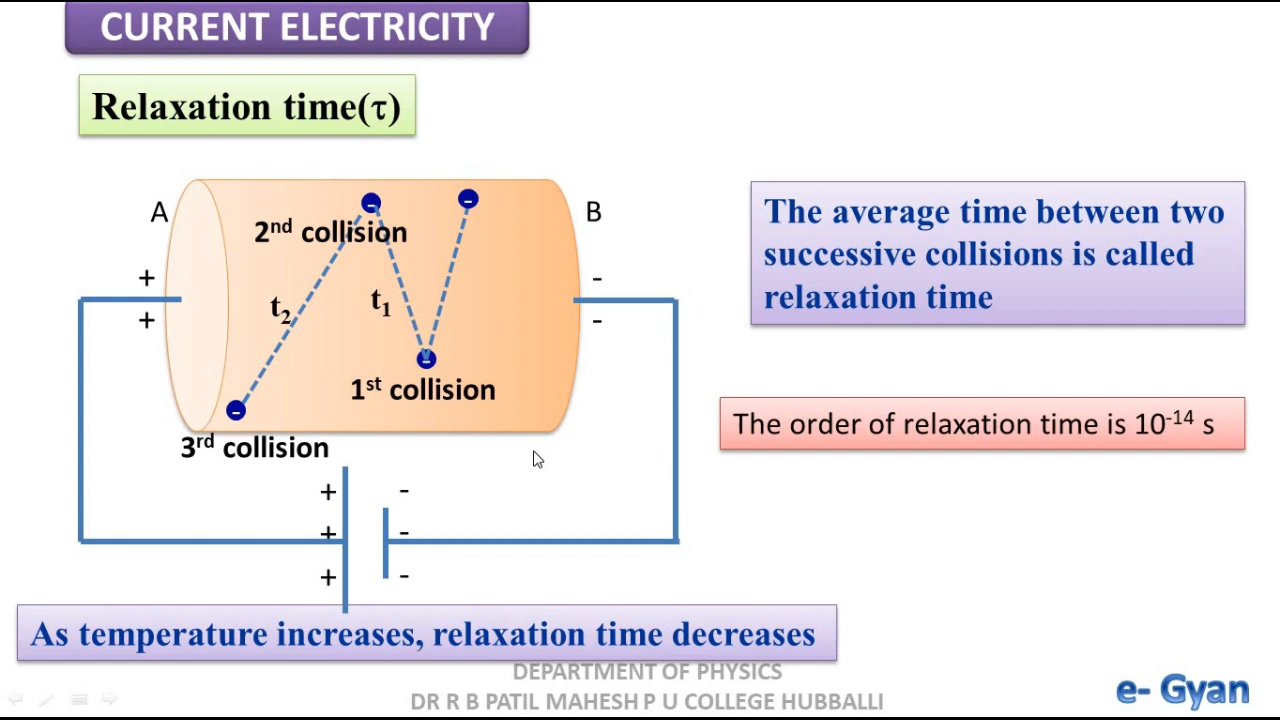 CURRENT ELECTRICITY
Relaxation time(τ)
A
B
2nd collision
+
+
-
-
t2
t1
1st collision
3rd collision
The average time between two
successive collisions is called
relaxation time
The order of relaxation time is 10-14 s
+
-
+
-
+
-
As temperature increases, relaxation time decreases
DEPARTMENT OF PHYSICS
DR R B PATIL MAHESH P U COLLEGE HUBBALLI
e- Gyan